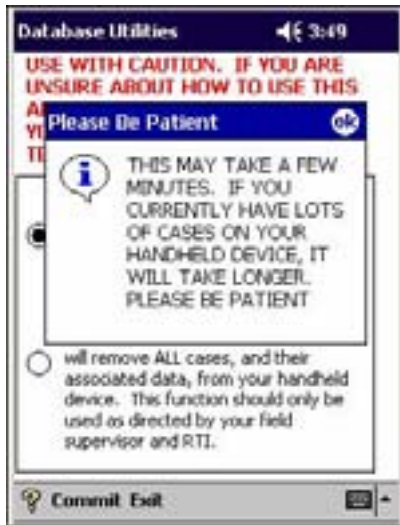 Database Utilities 3:49
USE WITH CAUTION. IF YOU ARE
UNSURE ABOUT HOW TO USE THIS
Please Be Patient ok
THIS MAY TAKE A FEW
MINUTES. IF YOU
CURRENTLY HAVE LOTS
OF CASES ON YOUR
HANDHELD DEVICE, IT
WILL TAKE LONGER.
PLEASE BE PATIENT
will remove ALL cases, and their
associated data, from your handheld
device. This function should only be
used as directed by your field
supervisor and RTI.
Commit Exit